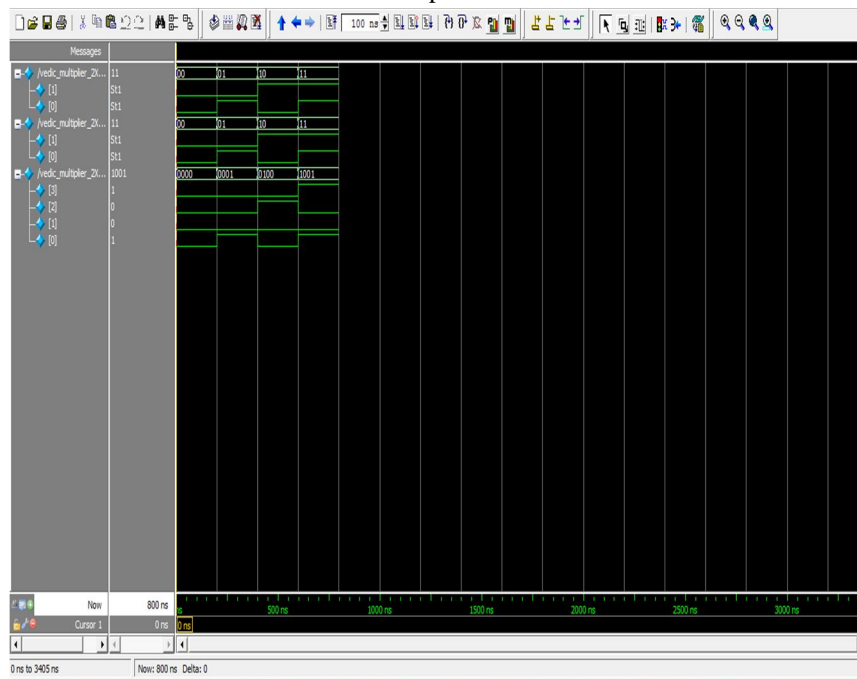 100 ns
Messages
/vedic_multiplier_2X... 11 00 01 10 11
[1] St1
[0] St1
/vedic_multiplier_2X... 11 00 01 10 11
[1] St1
[0] St1
/vedic_multiplier_2X... 1001 0000 0001 0100 1001
[3] 1
[2] 0
[1] 0
[0] 1
Now 800 ns ns 500 ns 1000 ns 1500 ns 2000 ns 2500 ns 3000 ns
Cursor 1 0 ns 0 ns
0 ns to 3405 ns Now: 800 ns Delta: 0